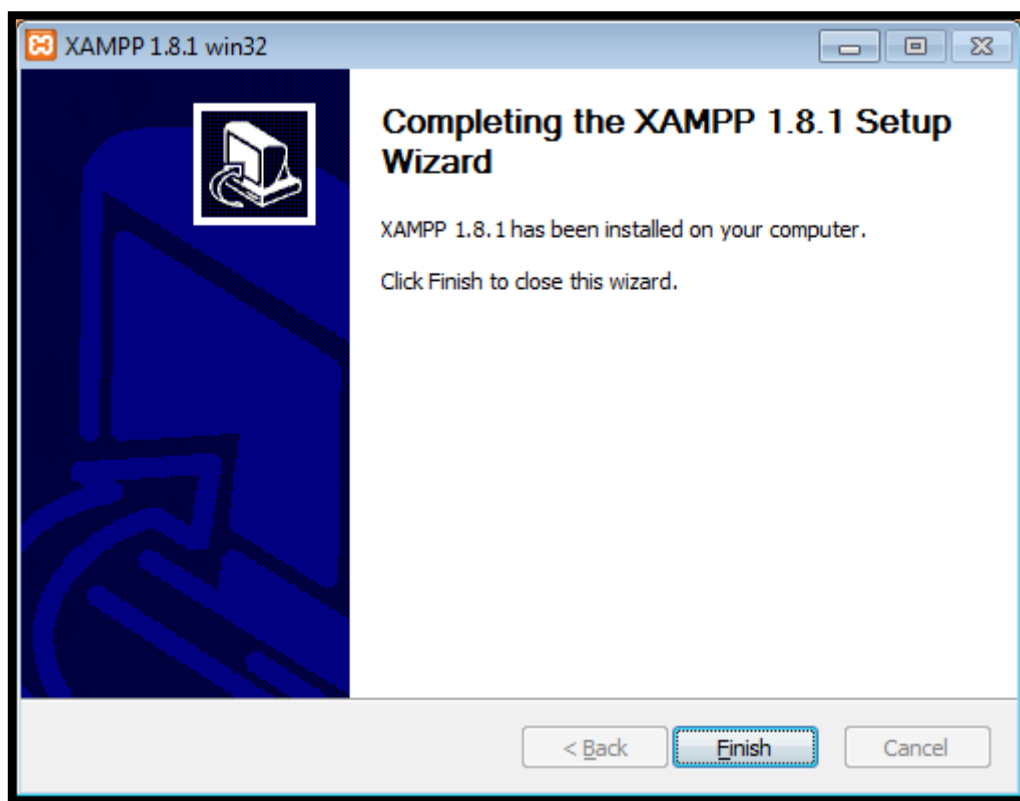 XAMPP 1.8.1 win32
Completing the XAMPP 1.8.1 Setup
Wizard
XAMPP 1.8.1 has been installed on your computer.
Click Finish to close this wizard.
< Back
Finish
Cancel